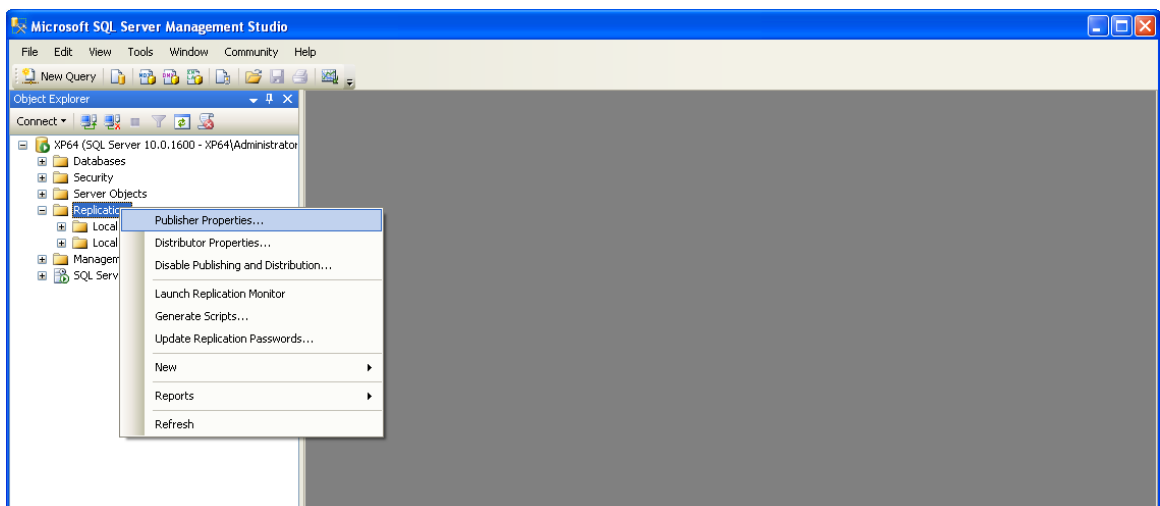 Microsoft SQL Server Management Studio
File Edit View Tools Window Community Help
New Query
Object Explorer
Connect
XP64 (SQL Server 10.0.1600 - XP64\Administrator
Databases
Security
Server Objects
Replication
Local
Local
Managem
SQL Serv
Publisher Properties...
Distributor Properties...
Disable Publishing and Distribution...
Launch Replication Monitor
Generate Scripts...
Update Replication Passwords...
New
Reports
Refresh